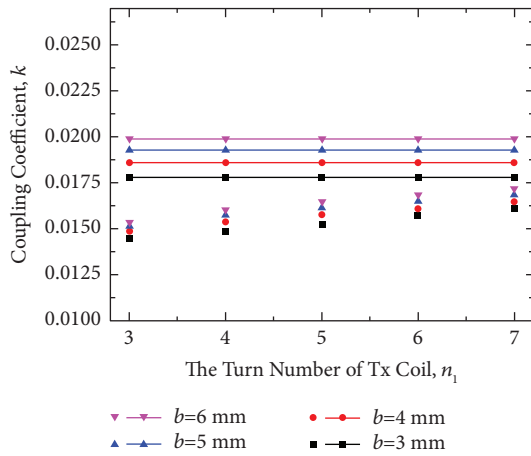 Coupling Coefficient, k
0.0250
0.0225
0.0200
0.0175
0.0150
0.0125
0.0100
3 4 5 6 7
The Turn Number of Tx Coil, n₁
b=6 mm b=4 mm
b=5 mm b=3 mm